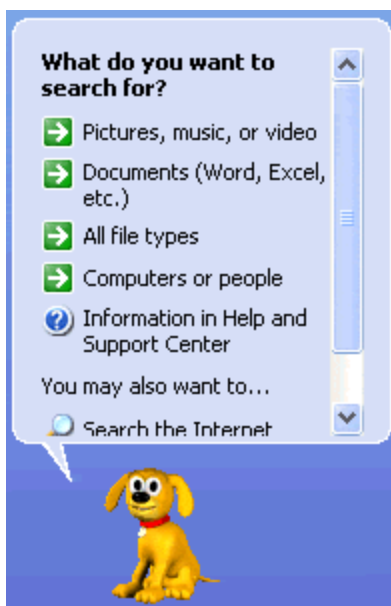 What do you want to
search for?
Pictures, music, or video
Documents (Word, Excel,
etc.)
All file types
Computers or people
Information in Help and
Support Center
You may also want to...
Search the Internet